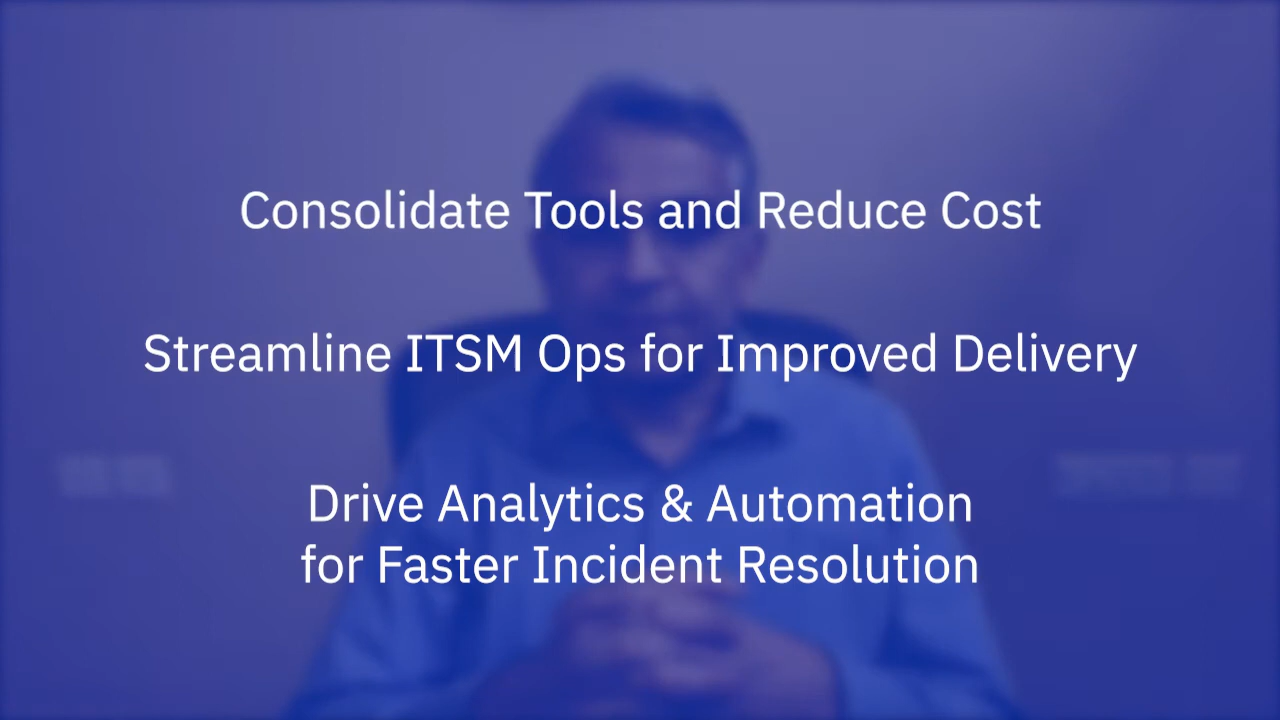 Consolidate Tools and Reduce Cost
Streamline ITSM Ops for Improved Delivery
Drive Analytics & Automation
for Faster Incident Resolution